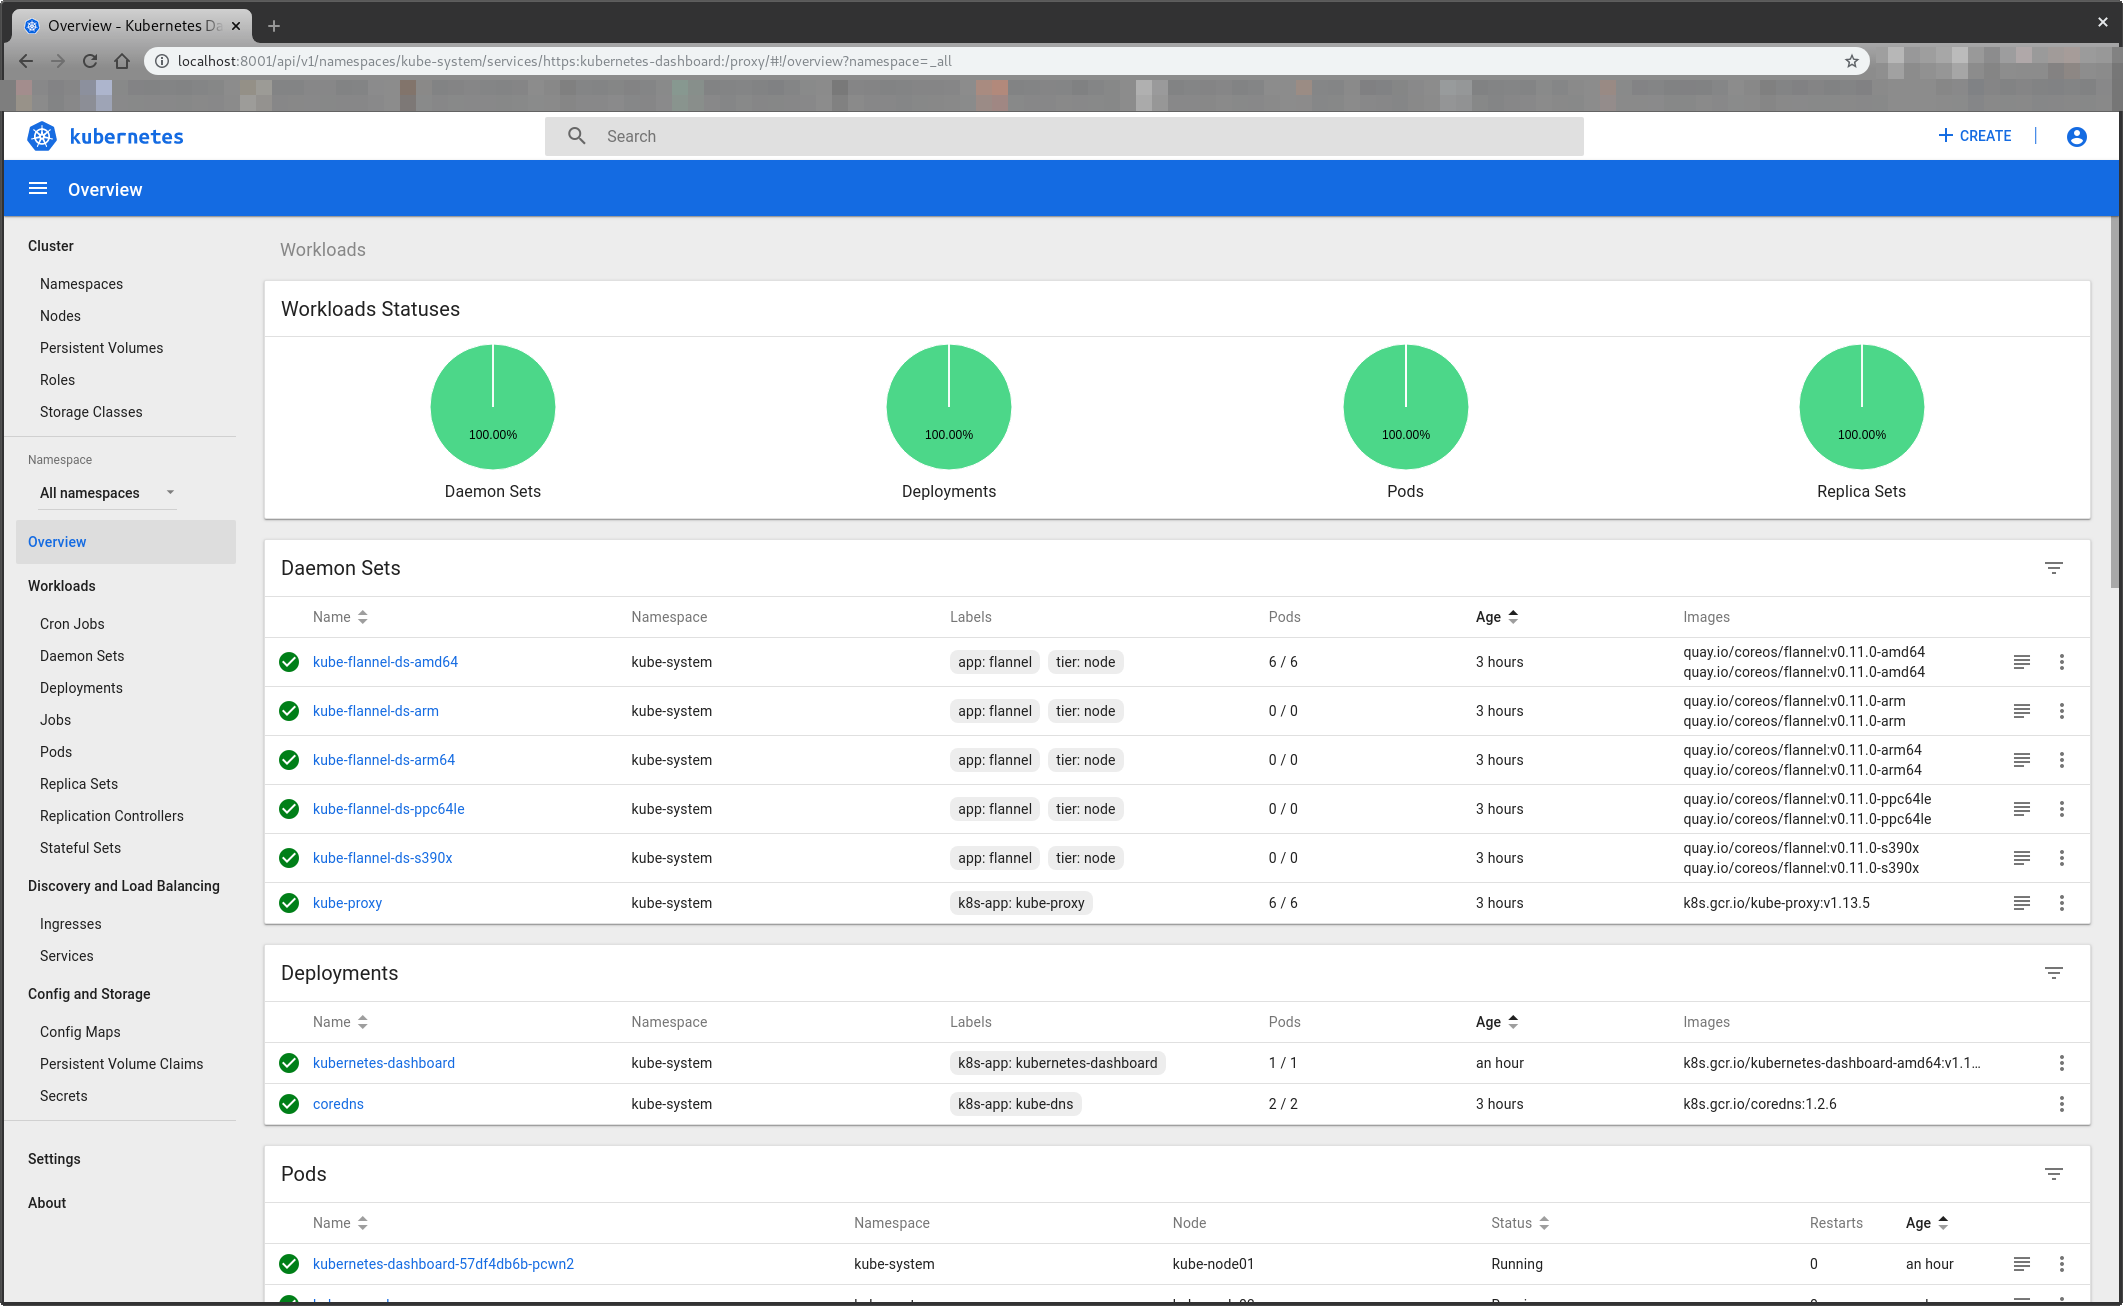 Overview - Kubernetes Da
localhost:8001/api/v1/namespaces/kube-system/services/https:kubernetes-dashboard:/proxy/#!/overview?namespace=_all
kubernetes
Search
CREATE
Overview
Cluster
Namespaces
Nodes
Persistent Volumes
Roles
Storage Classes
Namespace
All namespaces
Overview
Workloads
Cron Jobs
Daemon Sets
Deployments
Jobs
Pods
Replica Sets
Replication Controllers
Stateful Sets
Discovery and Load Balancing
Ingresses
Services
Config and Storage
Config Maps
Persistent Volume Claims
Secrets
Settings
About
Workloads
Workloads Statuses
100.00% 100.00% 100.00% 100.00%
Daemon Sets Deployments Pods Replica Sets
Daemon Sets
Name Namespace Labels Pods Age Images
kube-flannel-ds-amd64 kube-system app: flannel tier: node 6 / 6 3 hours quay.io/coreos/flannel:v0.11.0-amd64
quay.io/coreos/flannel:v0.11.0-amd64
kube-flannel-ds-arm kube-system app: flannel tier: node 0 / 0 3 hours quay.io/coreos/flannel:v0.11.0-arm
quay.io/coreos/flannel:v0.11.0-arm
kube-flannel-ds-arm64 kube-system app: flannel tier: node 0 / 0 3 hours quay.io/coreos/flannel:v0.11.0-arm64
quay.io/coreos/flannel:v0.11.0-arm64
kube-flannel-ds-ppc64le kube-system app: flannel tier: node 0 / 0 3 hours quay.io/coreos/flannel:v0.11.0-ppc64le
quay.io/coreos/flannel:v0.11.0-ppc64le
kube-flannel-ds-s390x kube-system app: flannel tier: node 0 / 0 3 hours quay.io/coreos/flannel:v0.11.0-s390x
quay.io/coreos/flannel:v0.11.0-s390x
kube-proxy kube-system k8s-app: kube-proxy 6 / 6 3 hours k8s.gcr.io/kube-proxy:v1.13.5
Deployments
Name Namespace Labels Pods Age Images
kubernetes-dashboard kube-system k8s-app: kubernetes-dashboard 1 / 1 an hour k8s.gcr.io/kubernetes-dashboard-amd64:v1.1...
coredns kube-system k8s-app: kube-dns 2 / 2 3 hours k8s.gcr.io/coredns:1.2.6
Pods
Name Namespace Node Status Restarts Age
kubernetes-dashboard-57df4db6b-pcwn2 kube-system kube-node01 Running 0 an hour